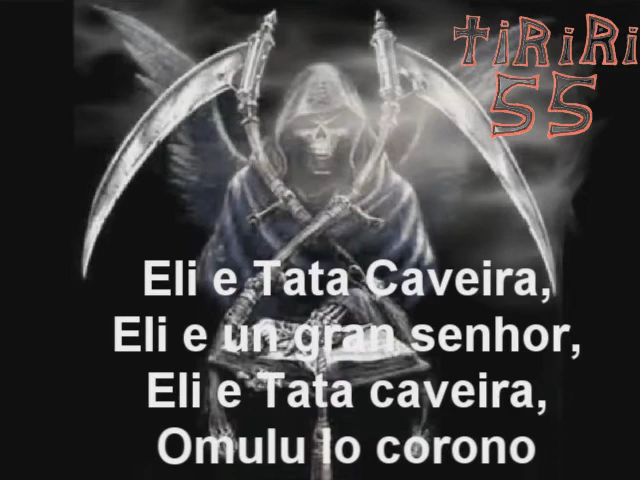 tiRiRi
55
Eli e Tata Caveira,
Eli e un gran senhor,
Eli e Tata caveira,
Omulu lo corono